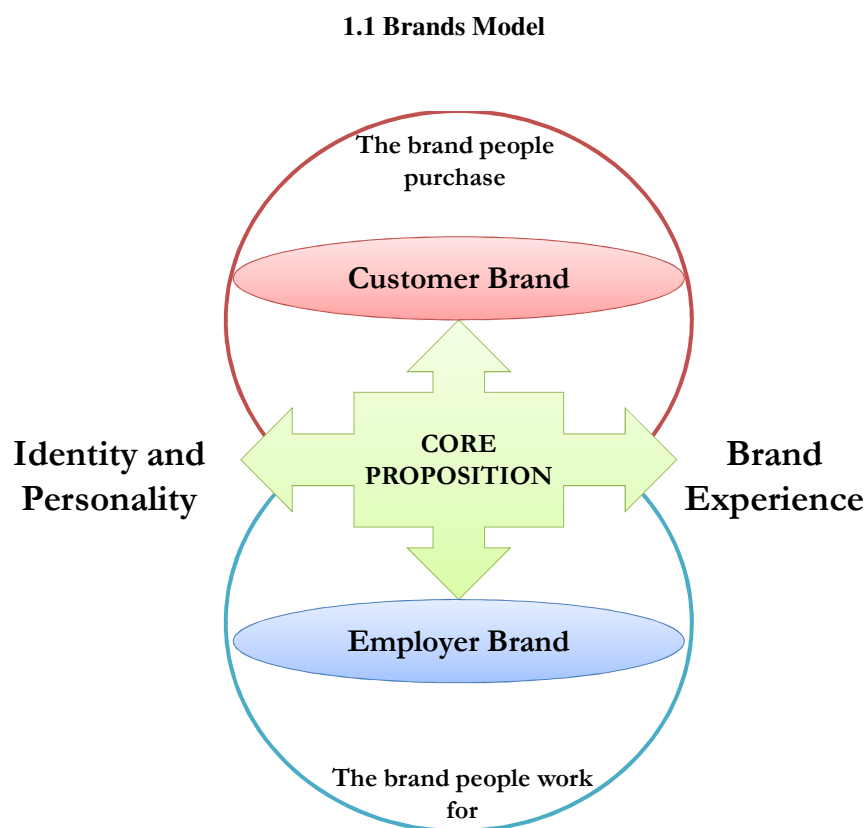 1.1 Brands Model
The brand people
purchase
Customer Brand
Identity and
Personality
CORE
PROPOSITION
Brand
Experience
Employer Brand
The brand people work
for